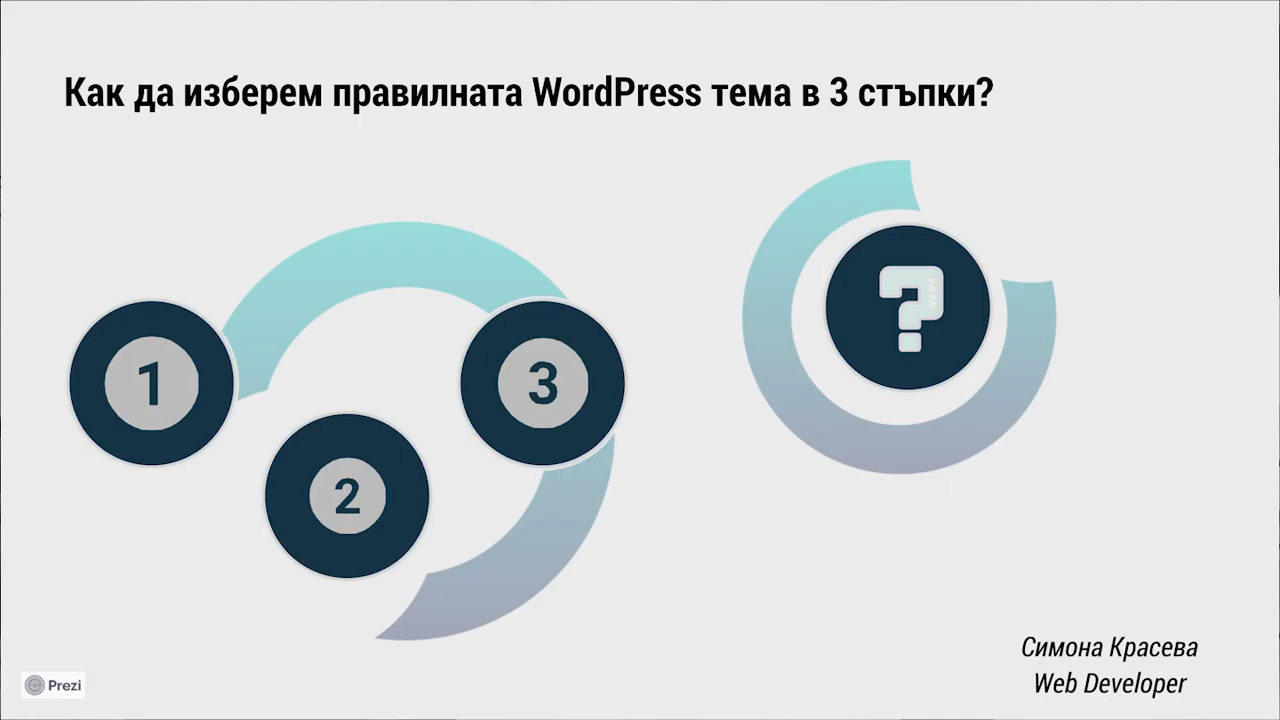 Как да изберем правилната WordPress тема в 3 стъпки?
?
1
3
2
Симона Красева
Web Developer
Prezi